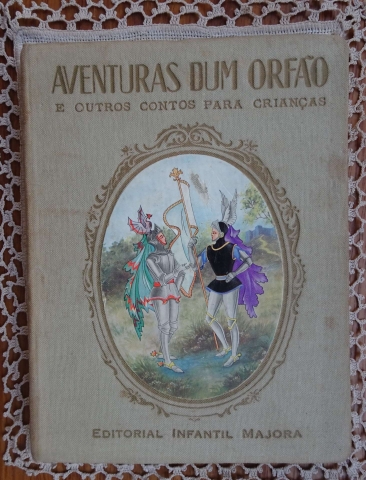 AVENTURAS DUM ORFÃO
E OUTROS CONTOS PARA CRIANÇAS
EDITORIAL INFANTIL MAJORA